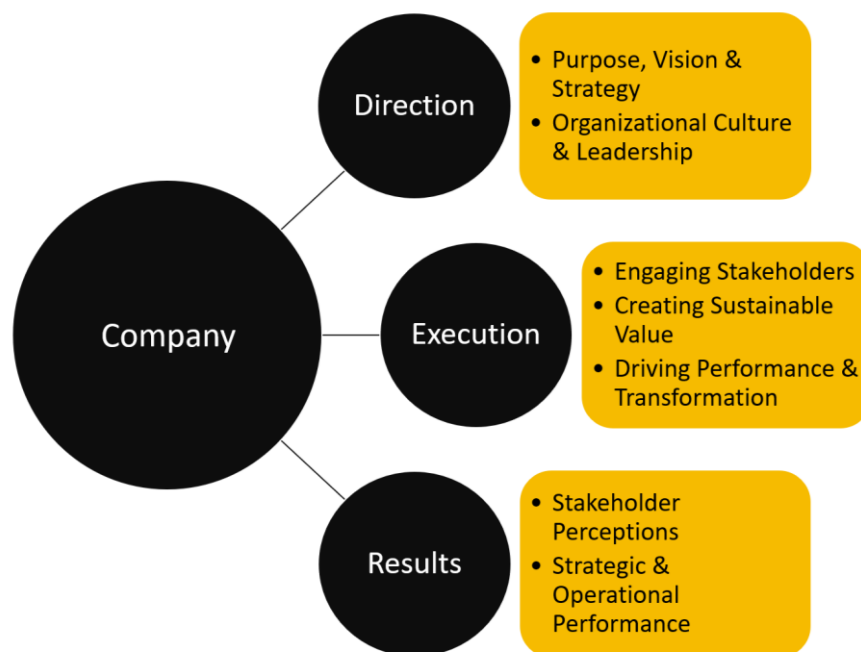 Direction
• Purpose, Vision &
Strategy
• Organizational Culture
& Leadership
Company
Execution
• Engaging Stakeholders
• Creating Sustainable
Value
• Driving Performance &
Transformation
Results
• Stakeholder
Perceptions
• Strategic &
Operational
Performance